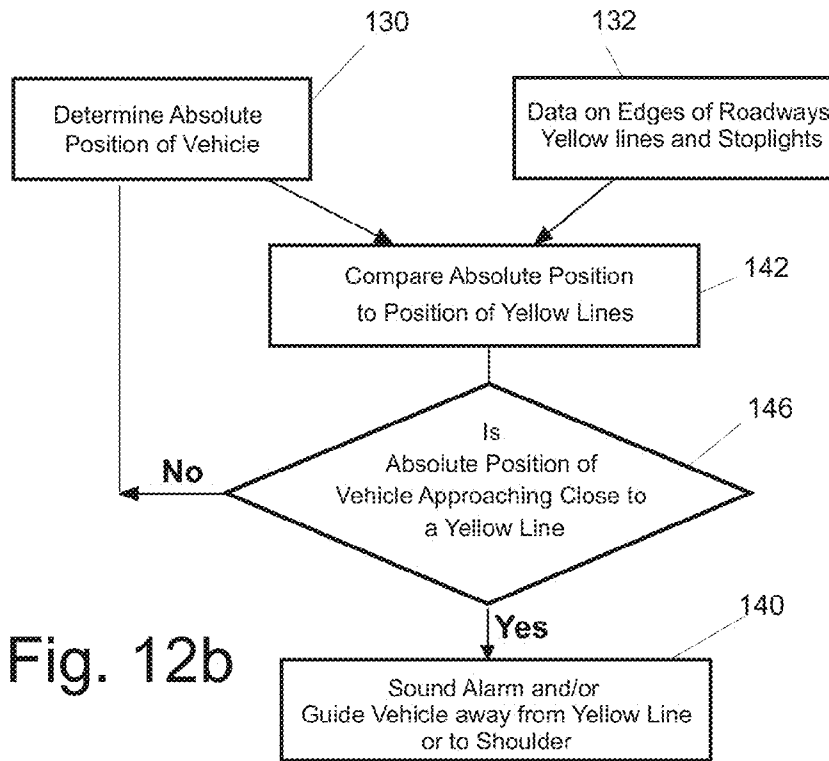 130
132
Determine Absolute
Position of Vehicle
Data on Edges of Roadways
Yellow lines and Stoplights
Compare Absolute Position
to Position of Yellow Lines
142
Is
Absolute Position of
Vehicle Approaching Close to
a Yellow Line
146
No
Yes
140
Fig. 12b
Sound Alarm and/or
Guide Vehicle away from Yellow Line
or to Shoulder